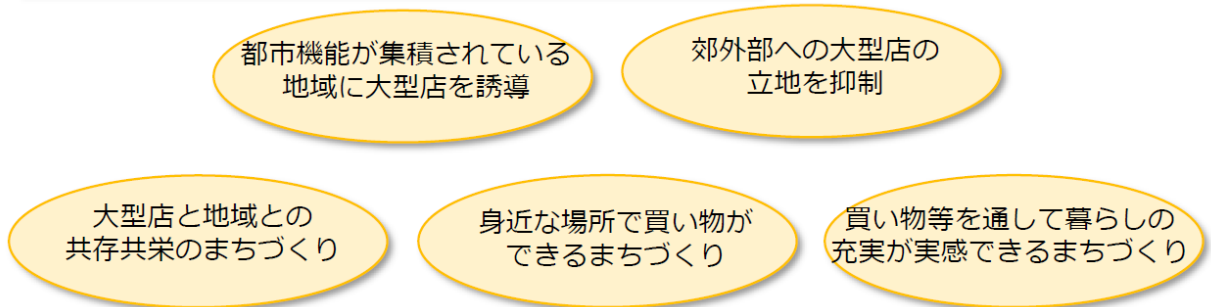 都市機能が集積されている
地域に大型店を誘導
郊外部への大型店の
立地を抑制
大型店と地域との
共存共栄のまちづくり
身近な場所で買い物が
できるまちづくり
買い物等を通して暮らしの
充実が実感できるまちづくり